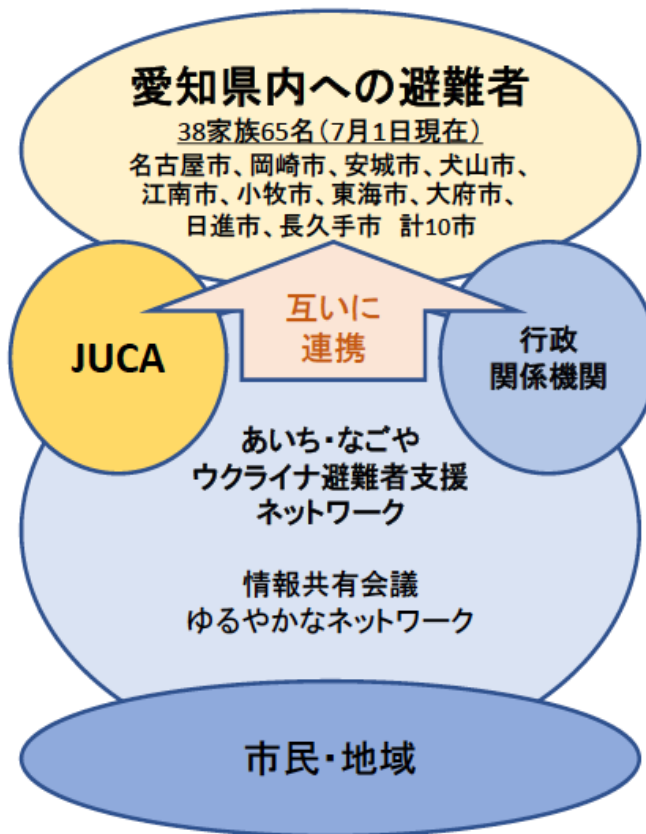 愛知県内への避難者
38家族65名(7月1日現在)
名古屋市、岡崎市、安城市、犬山市、
江南市、小牧市、東海市、大府市、
日進市、長久手市 計10市
互いに
連携
JUCA
行政
関係機関
あいち・なごや
ウクライナ避難者支援
ネットワーク
情報共有会議
ゆるやかなネットワーク
市民・地域